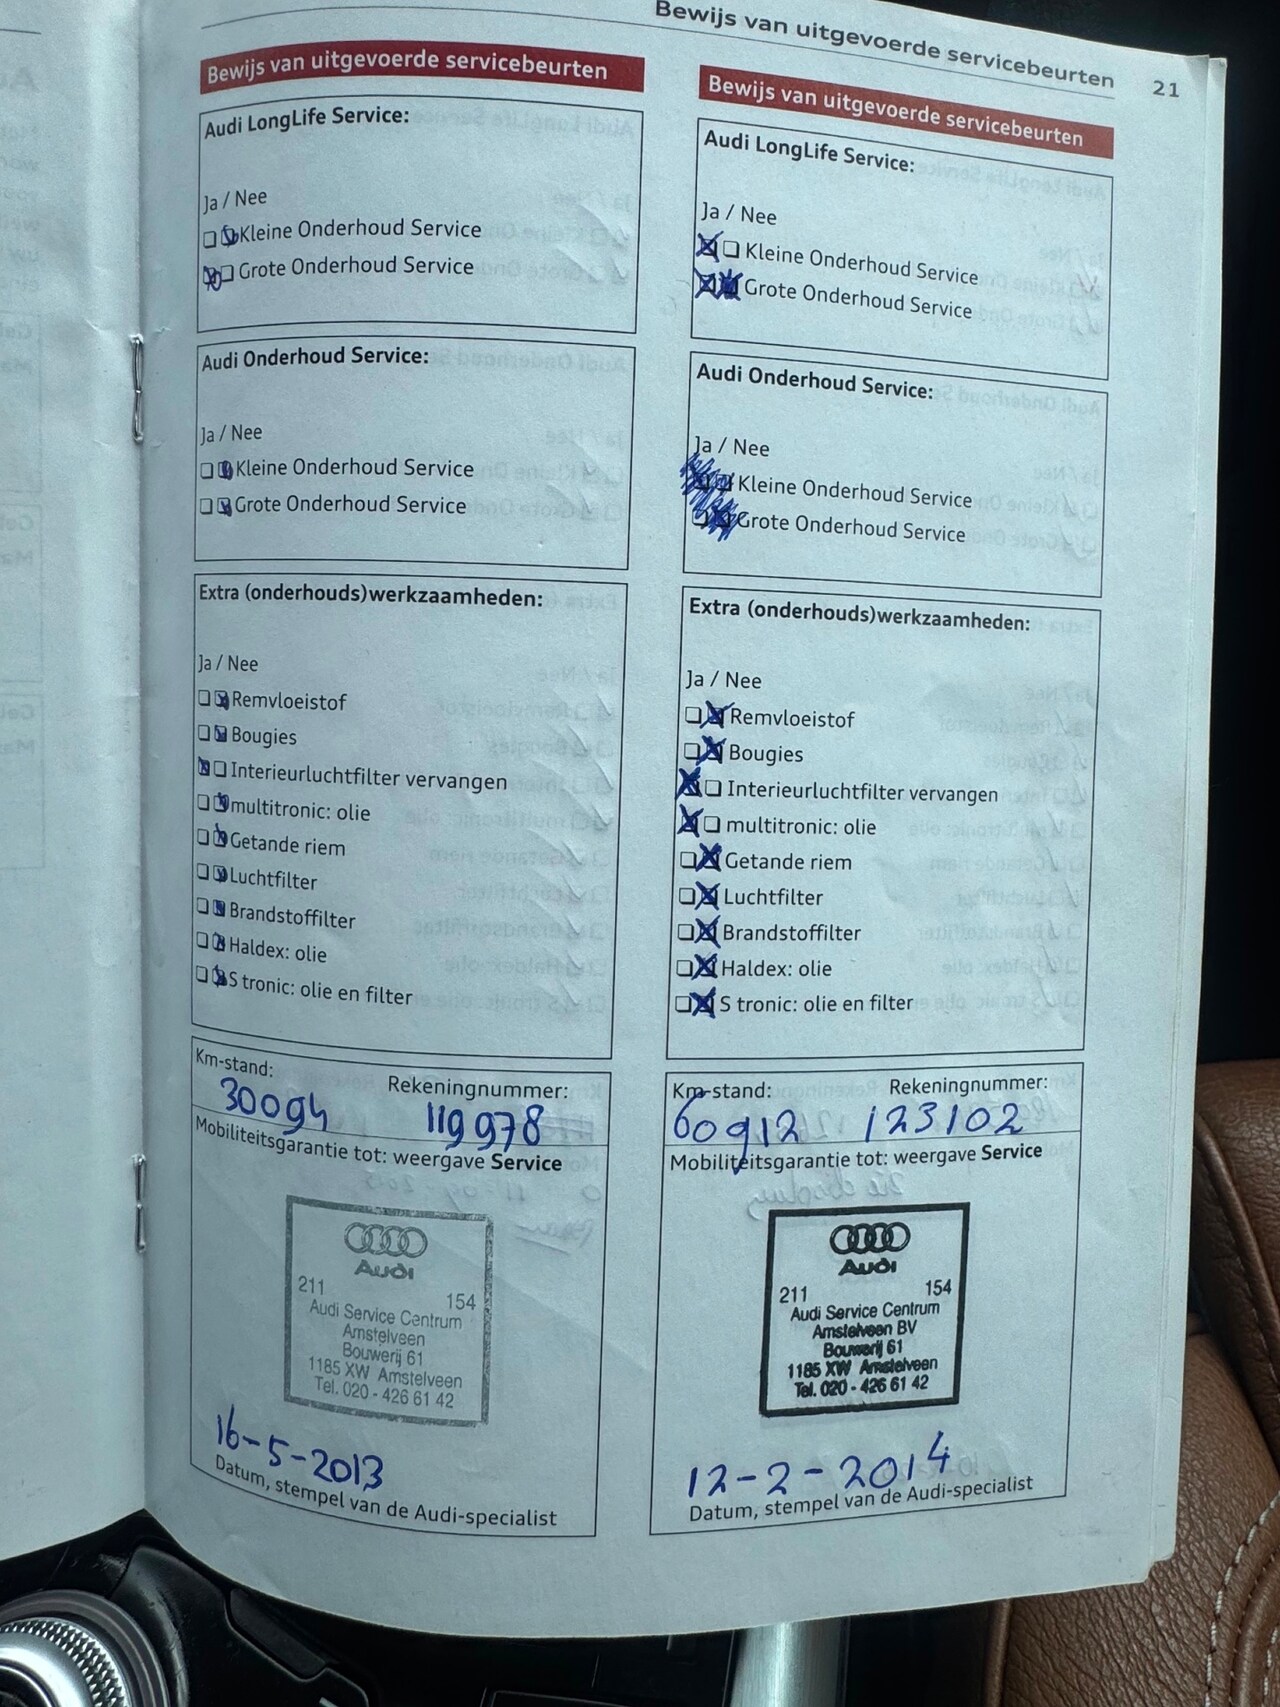 Bewijs van uitgevoerde servicebeurten 21
Bewijs van uitgevoerde servicebeurten
Audi LongLife Service:
Ja / Nee
Kleine Onderhoud Service
Grote Onderhoud Service
Audi Onderhoud Service:
Ja / Nee
Kleine Onderhoud Service
Grote Onderhoud Service
Extra (onderhouds)werkzaamheden:
Ja / Nee
Remvloeistof
Bougies
Interieurluchtfilter vervangen
multitronic: olie
Getande riem
Luchtfilter
Brandstoffilter
Haldex: olie
S tronic: olie en filter
Km-stand: Rekeningnummer:
30094 119978
Mobiliteitsgarantie tot: weergave Service
Audi
211 154
Audi Service Centrum
Amstelveen
Bouwerij 61
1185 XW Amstelveen
Tel. 020 - 426 61 42
16-5-2013
Datum, stempel van de Audi-specialist
Bewijs van uitgevoerde servicebeurten
Audi LongLife Service:
Ja / Nee
Kleine Onderhoud Service
Grote Onderhoud Service
Audi Onderhoud Service:
Ja / Nee
Kleine Onderhoud Service
Grote Onderhoud Service
Extra (onderhouds)werkzaamheden:
Ja / Nee
Remvloeistof
Bougies
Interieurluchtfilter vervangen
multitronic: olie
Getande riem
Luchtfilter
Brandstoffilter
Haldex: olie
S tronic: olie en filter
Km-stand: Rekeningnummer:
60912 123102
Mobiliteitsgarantie tot: weergave Service
Audi
211 154
Audi Service Centrum
Amstelveen BV
Bouwerij 61
1185 XW Amstelveen
Tel. 020 - 426 61 42
12-2-2014
Datum, stempel van de Audi-specialist